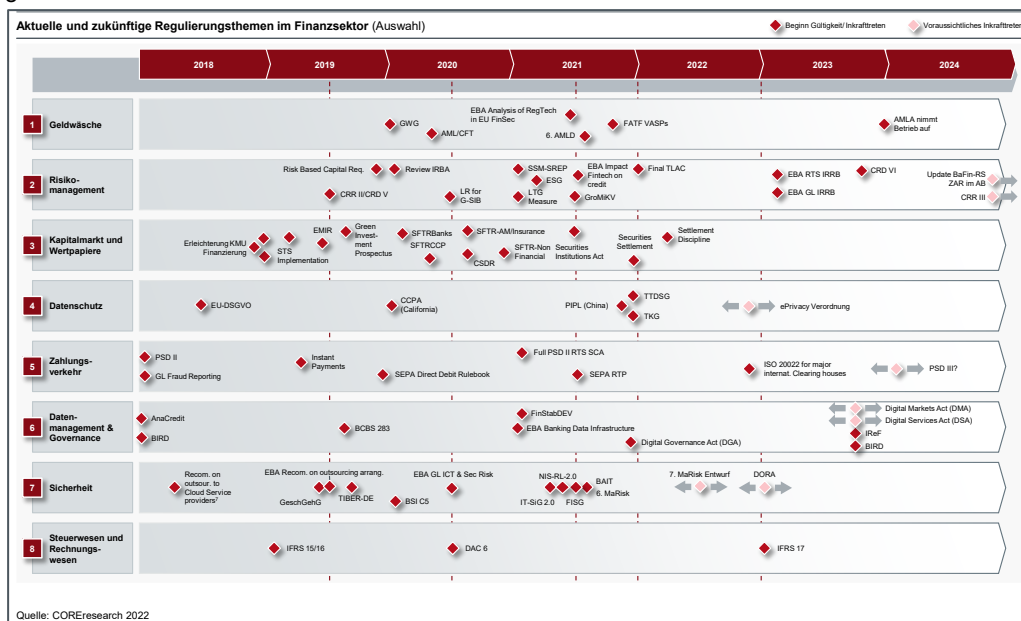 Aktuelle und zukünftige Regulierungsthemen im Finanzsektor (Auswahl)
Beginn Gültigkeit/ Inkrafttreten
Voraussichtliches Inkrafttreten
2018
2019
2020
2021
2022
2023
2024
1
Geldwäsche
GWG
AML/CFT
EBA Analysis of RegTech
in EU FinSec
6. AMLD
FATF VASPs
AMLA nimmt
Betrieb auf
2
Risiko-
management
Risk Based Capital Req.
CRR II/CRD V
Review IRBA
LR for
G-SIB
SSM-SREP
ESG
LTG
Measure
EBA Impact
Fintech on
credit
GroMiKV
Final TLAC
EBA RTS IRRB
EBA GL IRRB
CRD VI
Update BaFin-RS
ZAR im AB
CRR III
3
Kapitalmarkt und
Wertpapiere
Erleichterung KMU
Finanzierung
STS
Implementation
EMIR
Green
Invest-
ment
Prospectus
SFTRBanks
SFTRCCP
SFTR-AM/Insurance
CSDR
SFTR-Non
Financial
Securities
Institutions Act
Securities
Settlement
Settlement
Discipline
4
Datenschutz
EU-DSGVO
CCPA
(California)
PIPL (China)
TTDSG
TKG
ePrivacy Verordnung
5
Zahlungs-
verkehr
PSD II
GL Fraud Reporting
Instant
Payments
SEPA Direct Debit Rulebook
Full PSD II RTS SCA
SEPA RTP
ISO 20022 for major
internat. Clearing houses
PSD III?
6
Daten-
management &
Governance
AnaCredit
BIRD
BCBS 283
FinStabDEV
EBA Banking Data Infrastructure
Digital Governance Act (DGA)
Digital Markets Act (DMA)
Digital Services Act (DSA)
IReF
BIRD
7
Sicherheit
Recom. on
outsour. to
Cloud Service
providers7
EBA Recom. on outsourcing arrang.
GeschGehG
TIBER-DE
BSI C5
EBA GL ICT & Sec Risk
NIS-RL-2.0
IT-SiG 2.0
FISG
BAIT
6. MaRisk
7. MaRisk Entwurf
DORA
8
Steuerwesen und
Rechnungs-
wesen
IFRS 15/16
DAC 6
IFRS 17
Quelle: COREresearch 2022